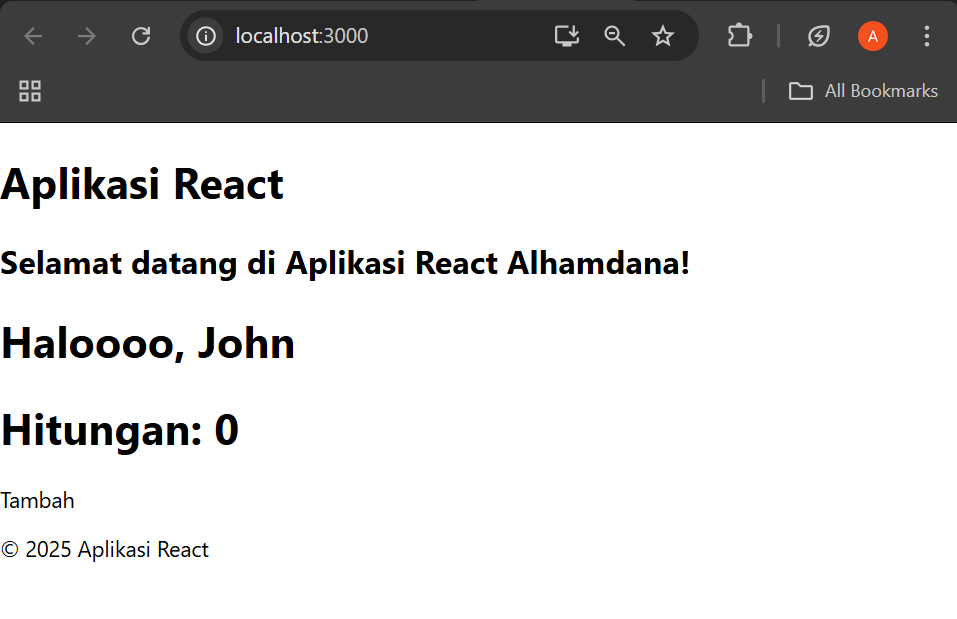 localhost:3000
A
All Bookmarks
Aplikasi React
Selamat datang di Aplikasi React Alhamdana!
Haloooo, John
Hitungan: 0
Tambah
© 2025 Aplikasi React